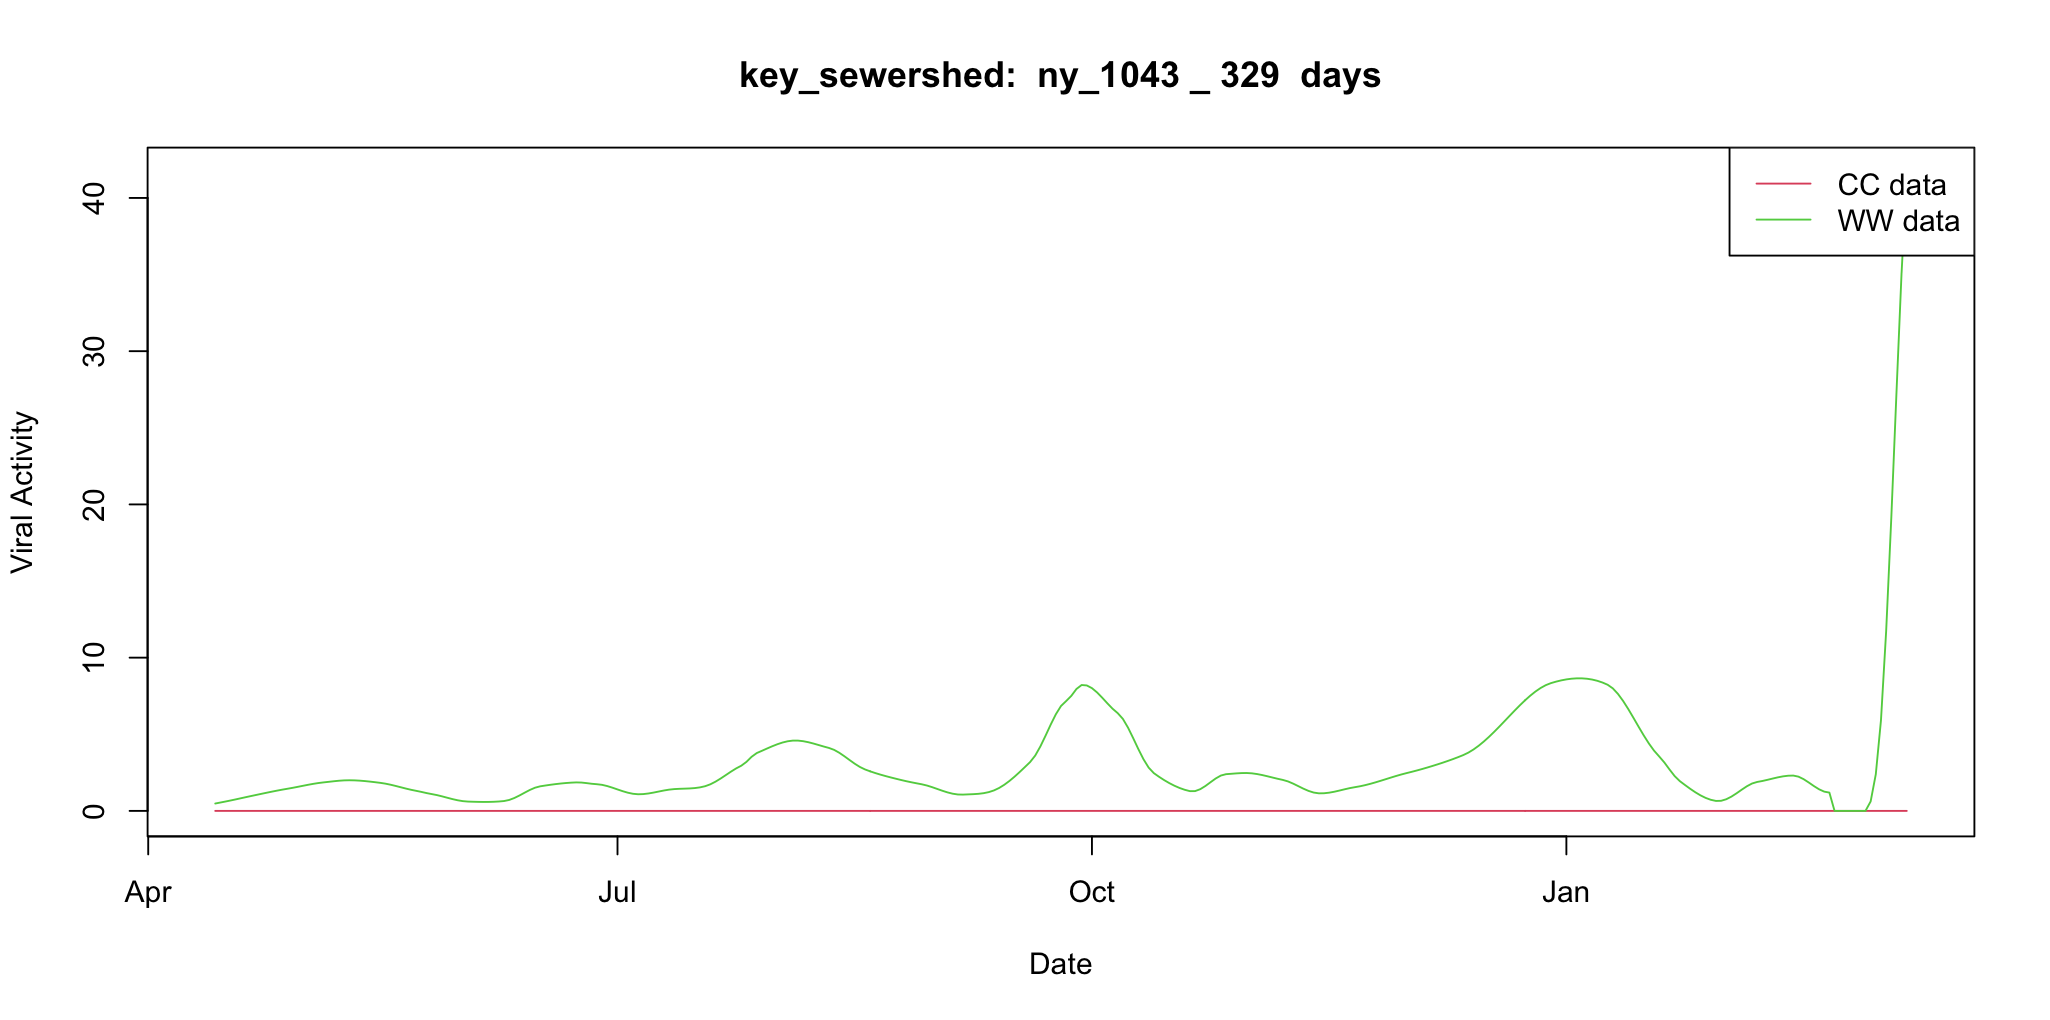 key_sewershed:  ny_1043 _ 329  days
CC data
WW data
40
30
20
10
0
Viral Activity
Apr
Jul
Oct
Jan
Date